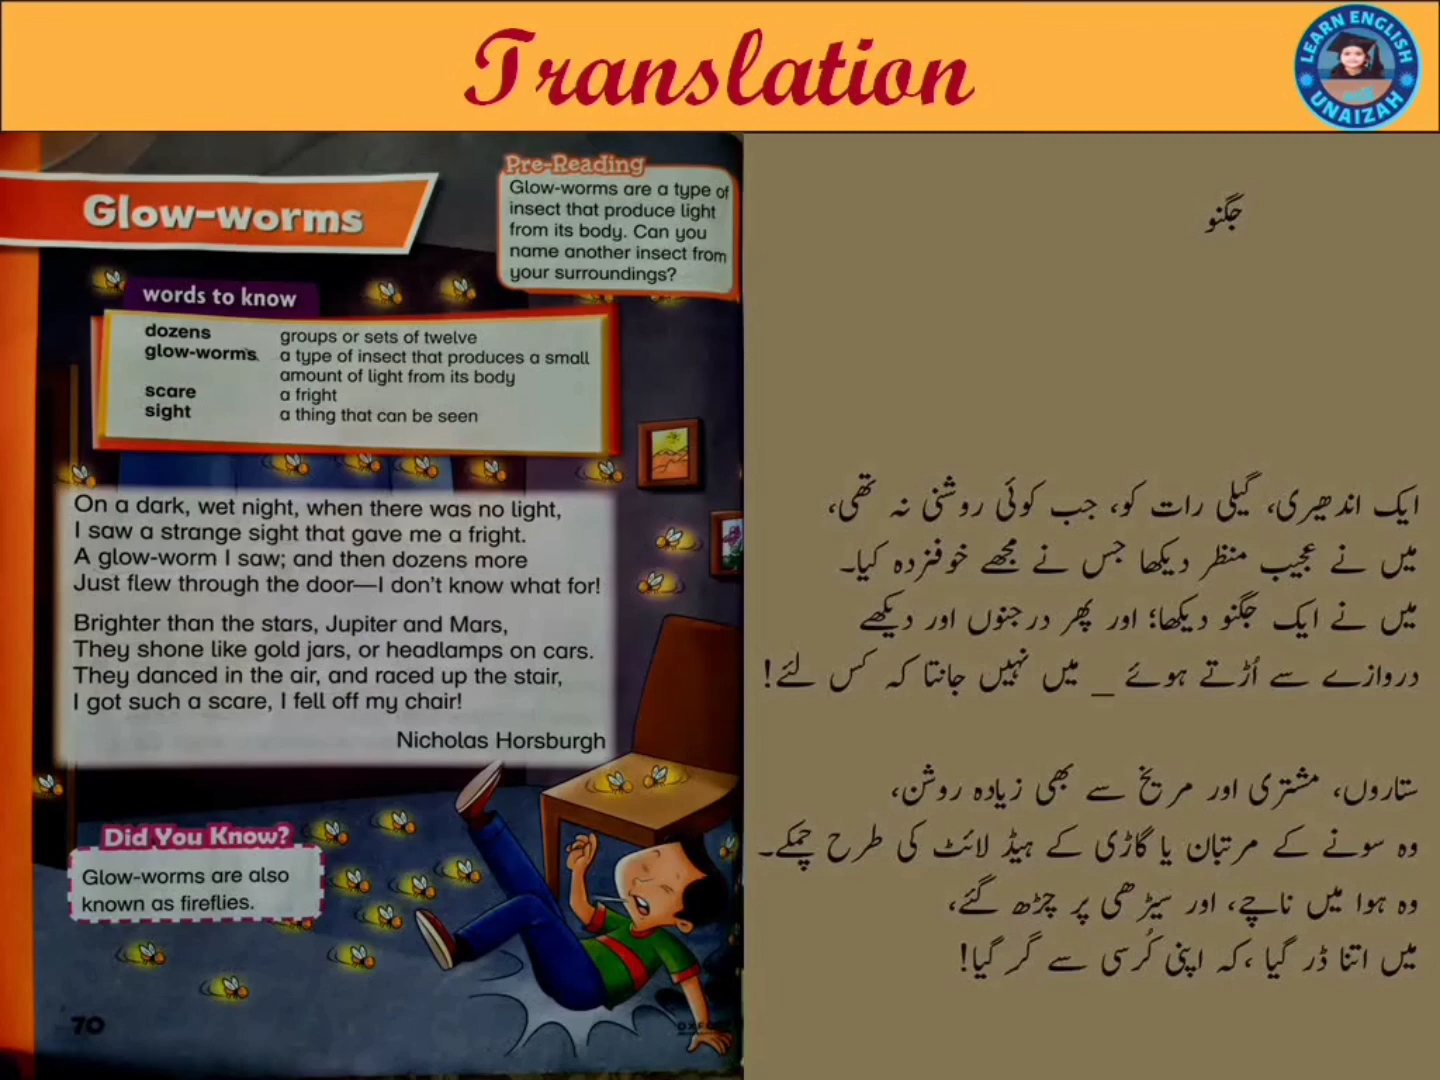 Translation
LEARN ENGLISH
with
UNAIZAH
Glow-worms
Pre-Reading
Glow-worms are a type of
insect that produce light
from its body. Can you
name another insect from
your surroundings?
words to know
dozens groups or sets of twelve
glow-worms a type of insect that produces a small
amount of light from its body
scare a fright
sight a thing that can be seen
On a dark, wet night, when there was no light,
I saw a strange sight that gave me a fright.
A glow-worm I saw; and then dozens more
Just flew through the door—I don't know what for!
Brighter than the stars, Jupiter and Mars,
They shone like gold jars, or headlamps on cars.
They danced in the air, and raced up the stair,
I got such a scare, I fell off my chair!
Nicholas Horsburgh
Did You Know?
Glow-worms are also
known as fireflies.
70
جگنو
ایک اندھیری، گیلی رات کو، جب کوئی روشنی نہ تھی،
میں نے عجیب منظر دیکھا جس نے مجھے خوفزدہ کیا۔
میں نے ایک جگنو دیکھا؛ اور پھر درجنوں اور دیکھے
دروازے سے اُڑتے ہوئے _ میں نہیں جانتا کہ کس لئے!
ستاروں، مشتری اور مریخ سے بھی زیادہ روشن،
وہ سونے کے مرتبان یا گاڑی کے ہیڈ لائٹ کی طرح چمکے۔
وہ ہوا میں ناچے، اور سیڑھی پر چڑھ گئے،
میں اتنا ڈر گیا ،کہ اپنی کُرسی سے گر گیا!